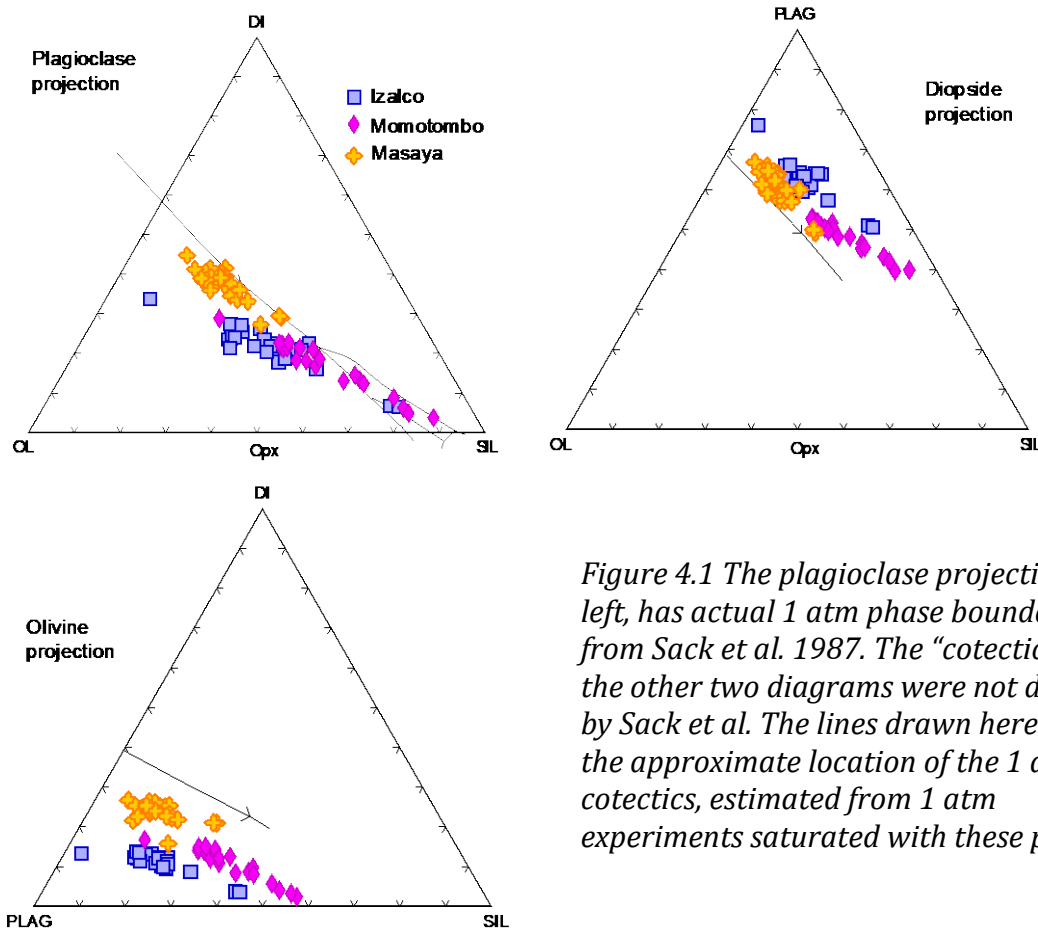 DI
Plagioclase
projection
Izalco
Momotombo
Masaya
OL
Opx
SIL
PLAG
Diopside
projection
OL
Opx
SIL
DI
Olivine
projection
PLAG
SIL
Figure 4.1 The plagioclase
left, has actual 1 atm phase
from Sack et al. 1987. The
the other two diagrams were not
by Sack et al. The lines drawn here
the approximate location of the 1
cotectics, estimated from 1 atm
experiments saturated with these